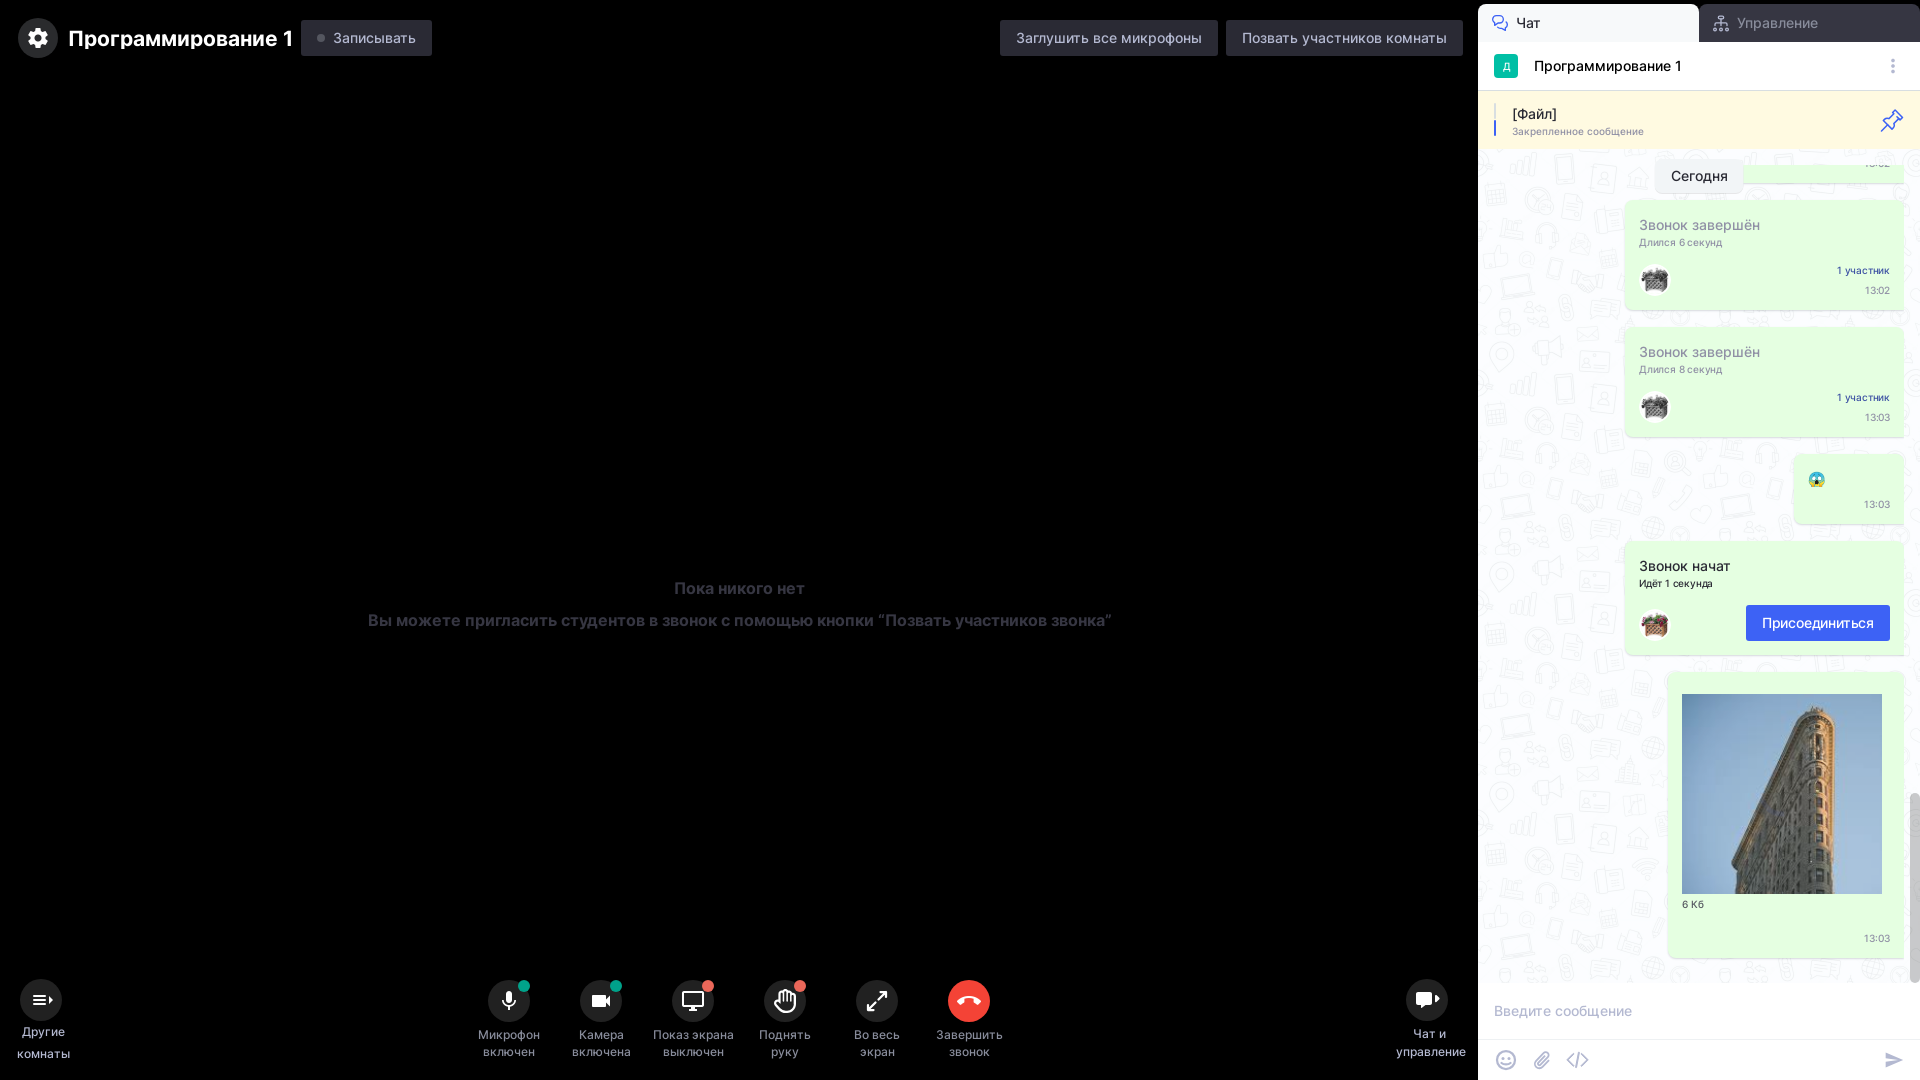 Программирование 1
Записывать
Заглушить все микрофоны
Позвать участников комнаты
Чат
Управление
Д
Программирование 1
[Файл]
Закрепленное сообщение
Сегодня
Звонок завершён
Длился 6 секунд
1 участник
13:02
Звонок завершён
Длился 8 секунд
1 участник
13:03
13:03
Звонок начат
Идёт 1 секунда
Присоединиться
Пока никого нет
Вы можете пригласить студентов в звонок с помощью кнопки “Позвать участников звонка”
6 Кб
13:03
Введите сообщение
Другие
комнаты
Микрофон
включен
Камера
включена
Показ экрана
выключен
Поднять
руку
Во весь
экран
Завершить
звонок
Чат и
управление